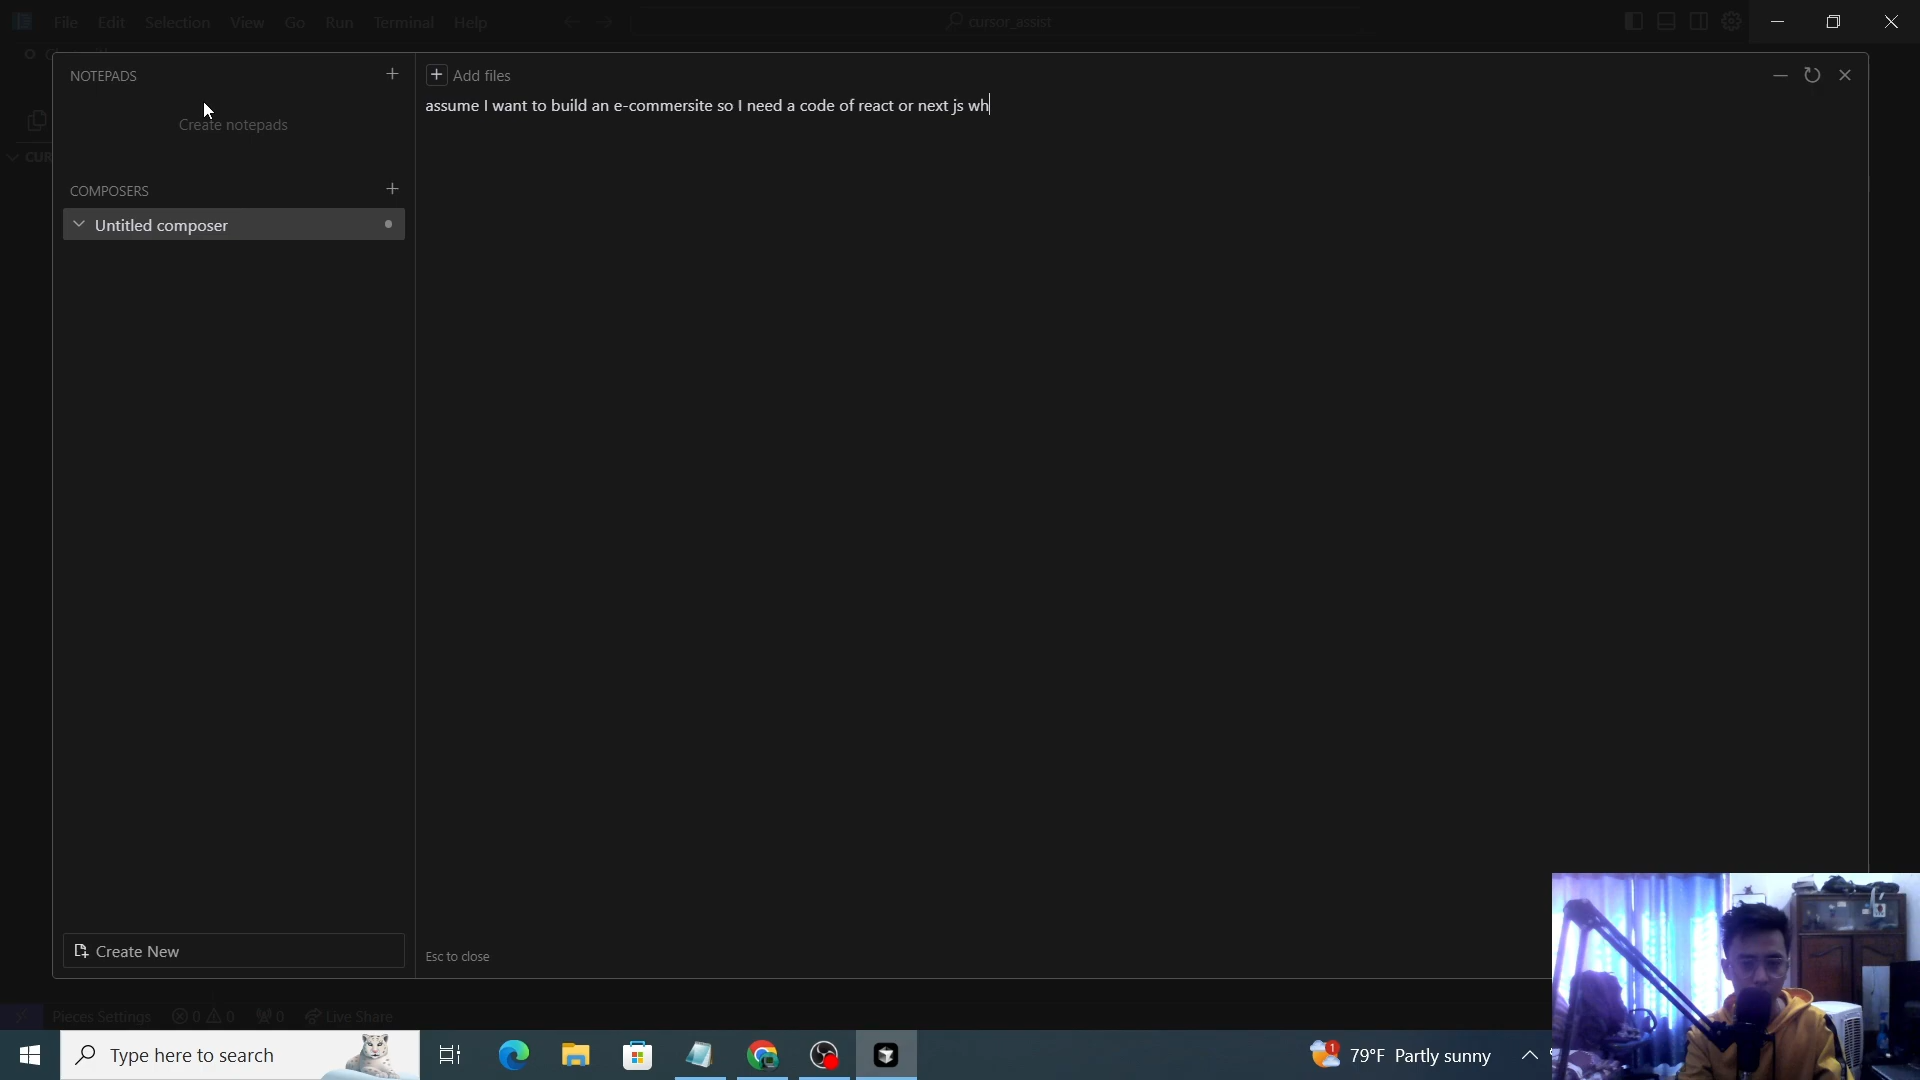 File Edit Selection View Go Run Terminal Help
cursor_assist
NOTEPADS
Add files
assume I want to build an e-commersite so I need a code of react or next js wh
Create notepads
CUR
COMPOSERS
Untitled composer
Create New
Esc to close
Pieces Settings 0 0 0 Live Share
Type here to search
1
79°F Partly sunny